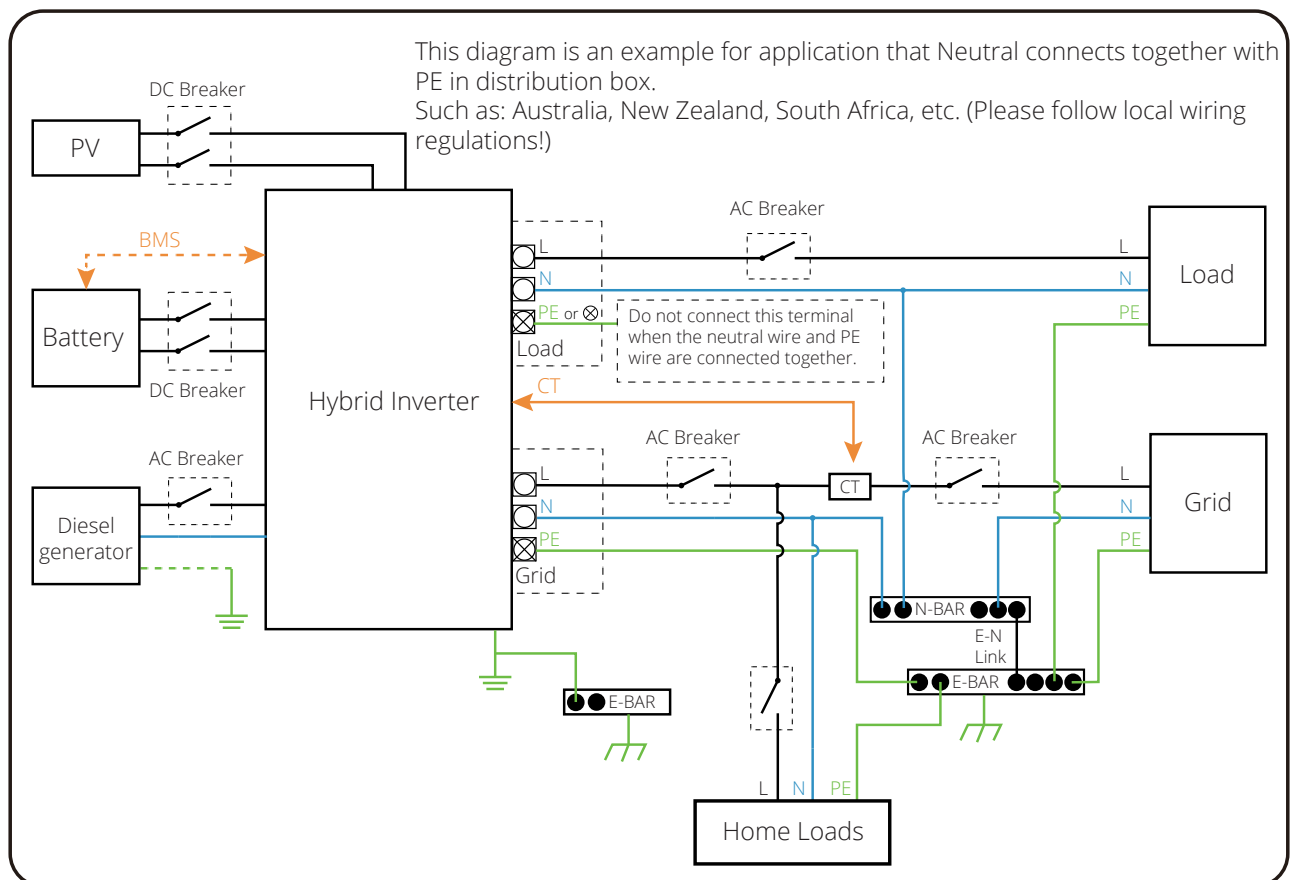 This diagram is an example for application that Neutral connects together with
PE in distribution box.
Such as: Australia, New Zealand, South Africa, etc. (Please follow local wiring
regulations!)
DC Breaker
PV
AC Breaker
BMS
L
L
N
N
Load
Battery
PE or ⊗
PE
Do not connect this terminal
when the neutral wire and PE
wire are connected together.
Load
DC Breaker
CT
Hybrid Inverter
AC Breaker
AC Breaker
AC Breaker
L
CT
L
N
N
Grid
Diesel
generator
PE
PE
Grid
N-BAR
E-N
Link
E-BAR
E-BAR
L
N
PE
Home Loads